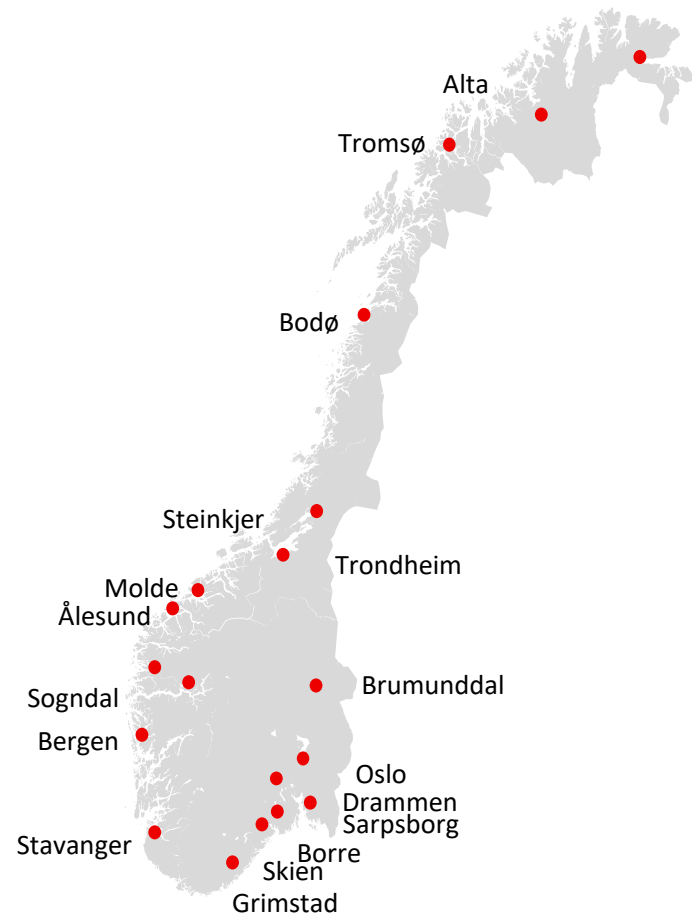 Alta
Tromsø
Bodø
Steinkjer
Trondheim
Molde
Ålesund
Brumunddal
Sogndal
Bergen
Oslo
Drammen
Sarpsborg
Stavanger
Borre
Skien
Grimstad